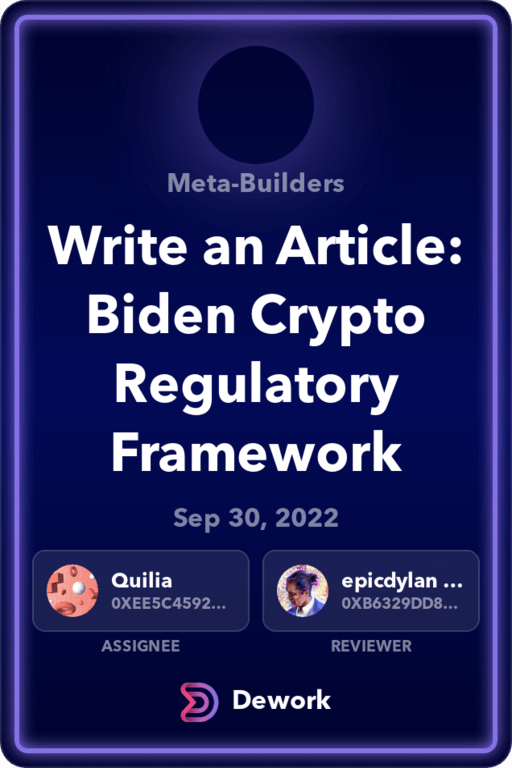 Meta-Builders
Write an Article:
Biden Crypto
Regulatory
Framework
Sep 30, 2022
Quilia
0XEE5C4592...
ASSIGNEE
epicdylan ...
0XB6329DD8...
REVIEWER
Dework